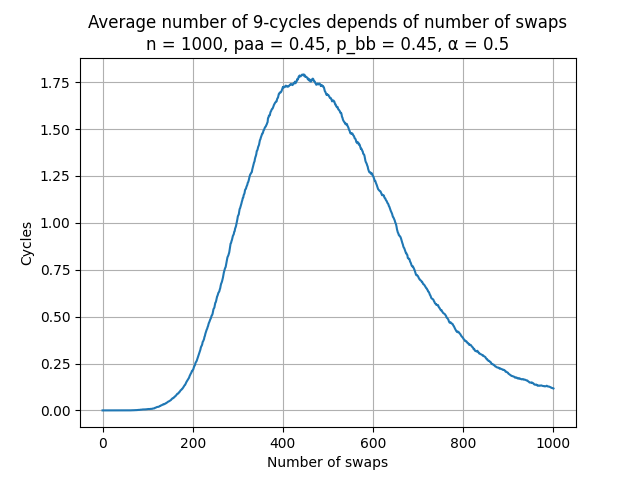 Average number of 9-cycles depends of number of swaps
n = 1000, paa = 0.45, p_bb = 0.45, α = 0.5
1.75
1.50
1.25
1.00
0.75
0.50
0.25
0.00
Cycles
0 200 400 600 800 1000
Number of swaps